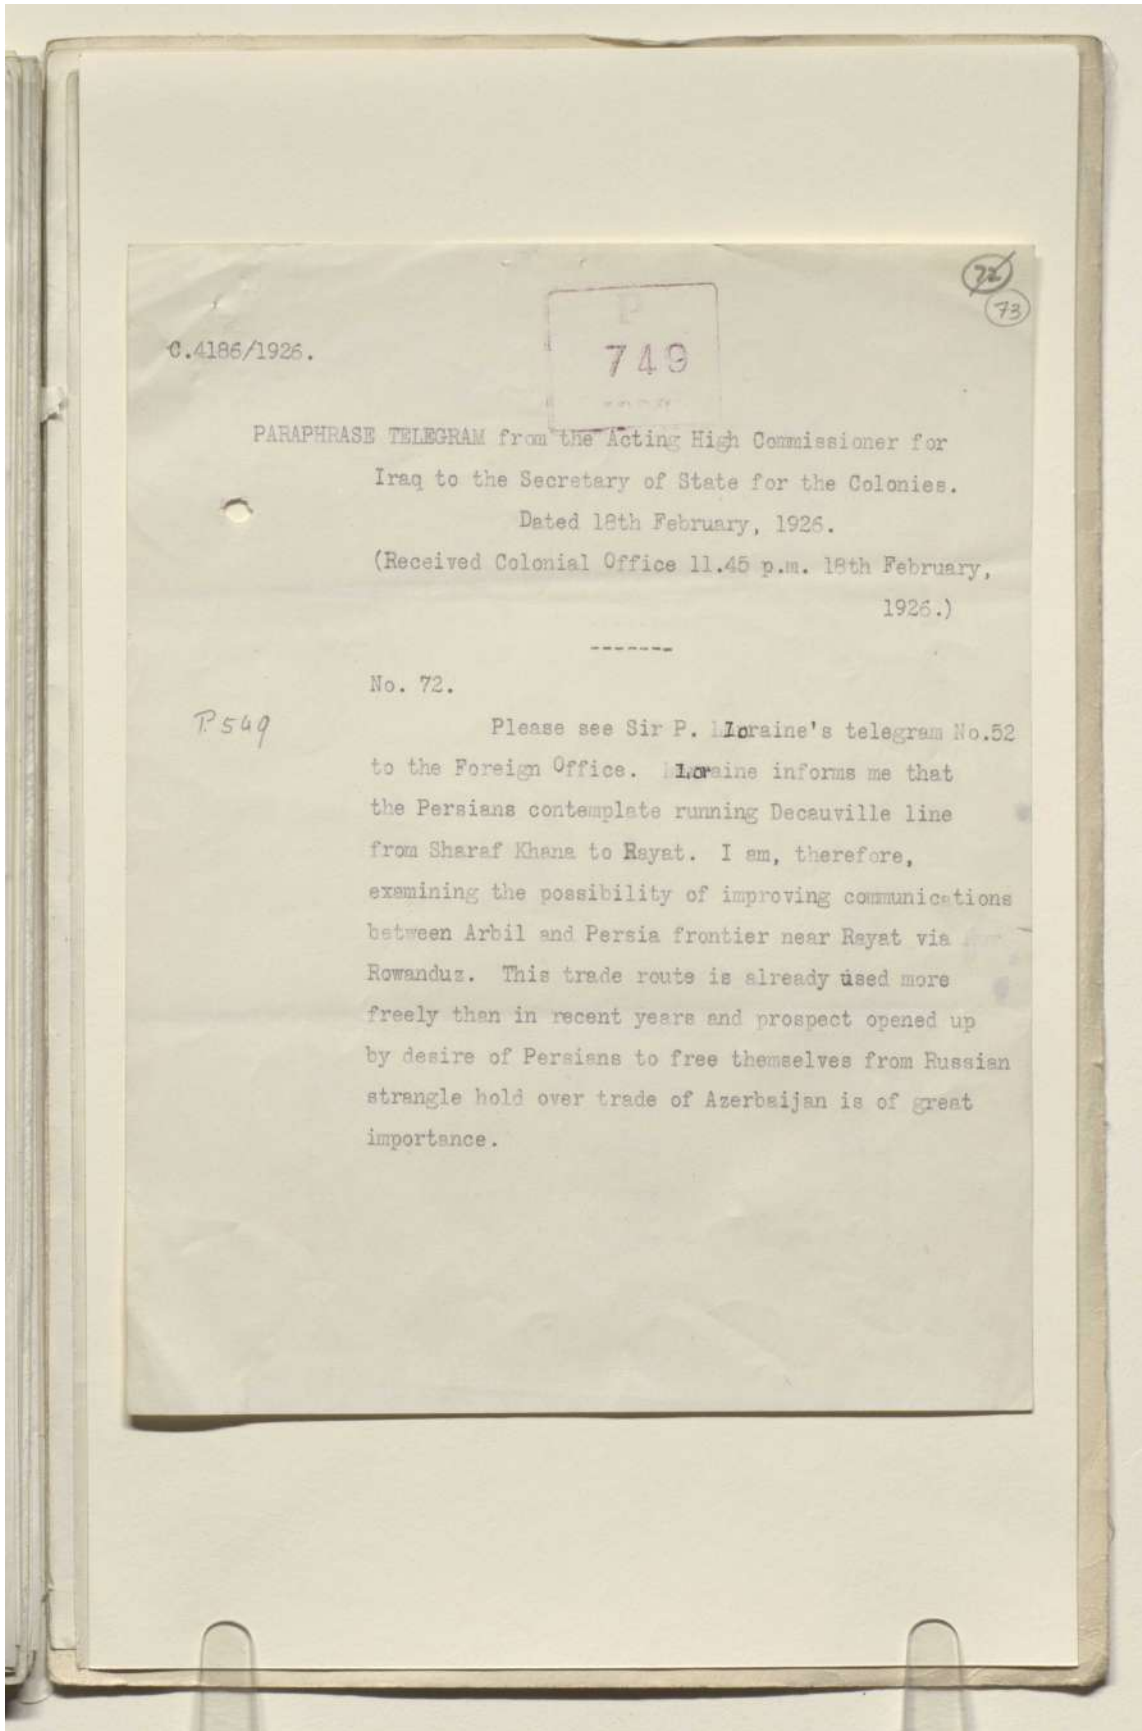 72
73
C.4186/1926.
P
749
PARAPHRASE TELEGRAM from the Acting High Commissioner for
Iraq to the Secretary of State for the Colonies.
Dated 18th February, 1926.
(Received Colonial Office 11.45 p.m. 18th February,
1926.)
-------
No. 72.
P.549
Please see Sir P. Loraine's telegram No.52
to the Foreign Office. Loraine informs me that
the Persians contemplate running Decauville line
from Sharaf Khana to Rayat. I am, therefore,
examining the possibility of improving communications
between Arbil and Persia frontier near Rayat via
Rowanduz. This trade route is already used more
freely than in recent years and prospect opened up
by desire of Persians to free themselves from Russian
strangle hold over trade of Azerbaijan is of great
importance.